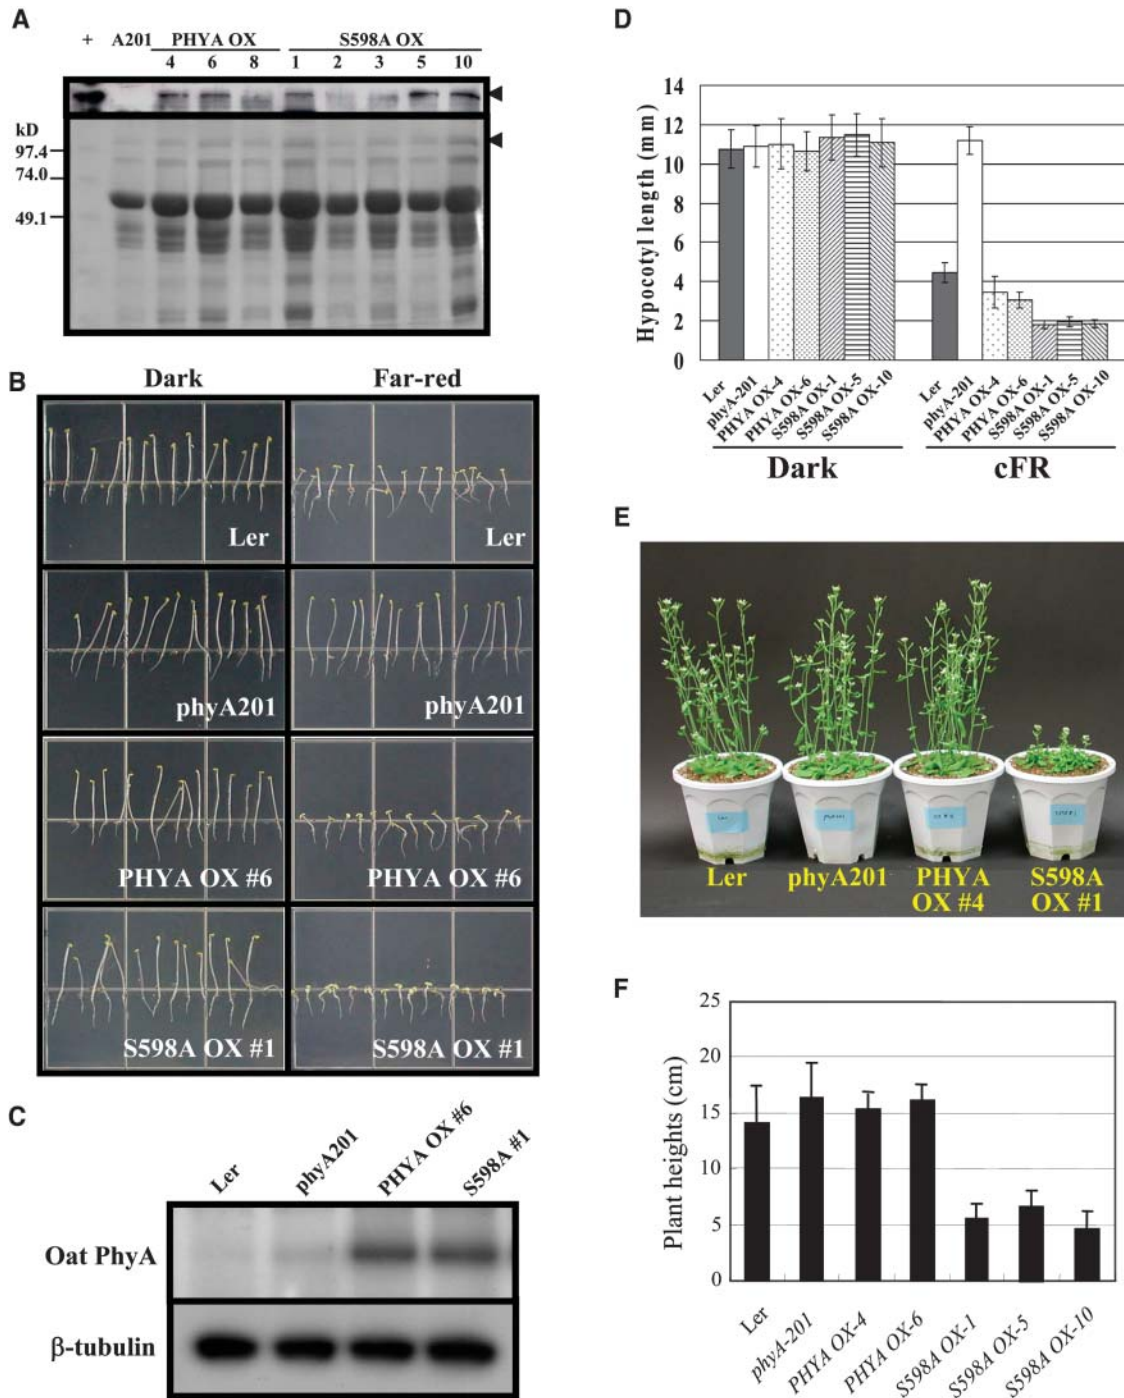 A
+ A201 PHYA OX S598A OX
4 6 8 1 2 3 5 10
kD
97.4
74.0
49.1
B
Dark Far-red
Ler Ler
phyA201 phyA201
PHYA OX #6 PHYA OX #6
S598A OX #1 S598A OX #1
C
Ler phyA201 PHYA OX #6 S598A #1
Oat PhyA
β-tubulin
D
Hypocotyl length (mm)
14
12
10
8
6
4
2
0
Ler phyA-201 PHYA OX-4 PHYA OX-6 S598A OX-1 S598A OX-5 S598A OX-10 Ler phyA-201 PHYA OX-4 PHYA OX-6 S598A OX-1 S598A OX-5 S598A OX-10
Dark cFR
E
Ler phyA201 PHYA S598A
OX #4 OX #1
F
Plant heights (cm)
25
20
15
10
5
0
Ler phyA-201 PHYA OX-4 PHYA OX-6 S598A OX-1 S598A OX-5 S598A OX-10